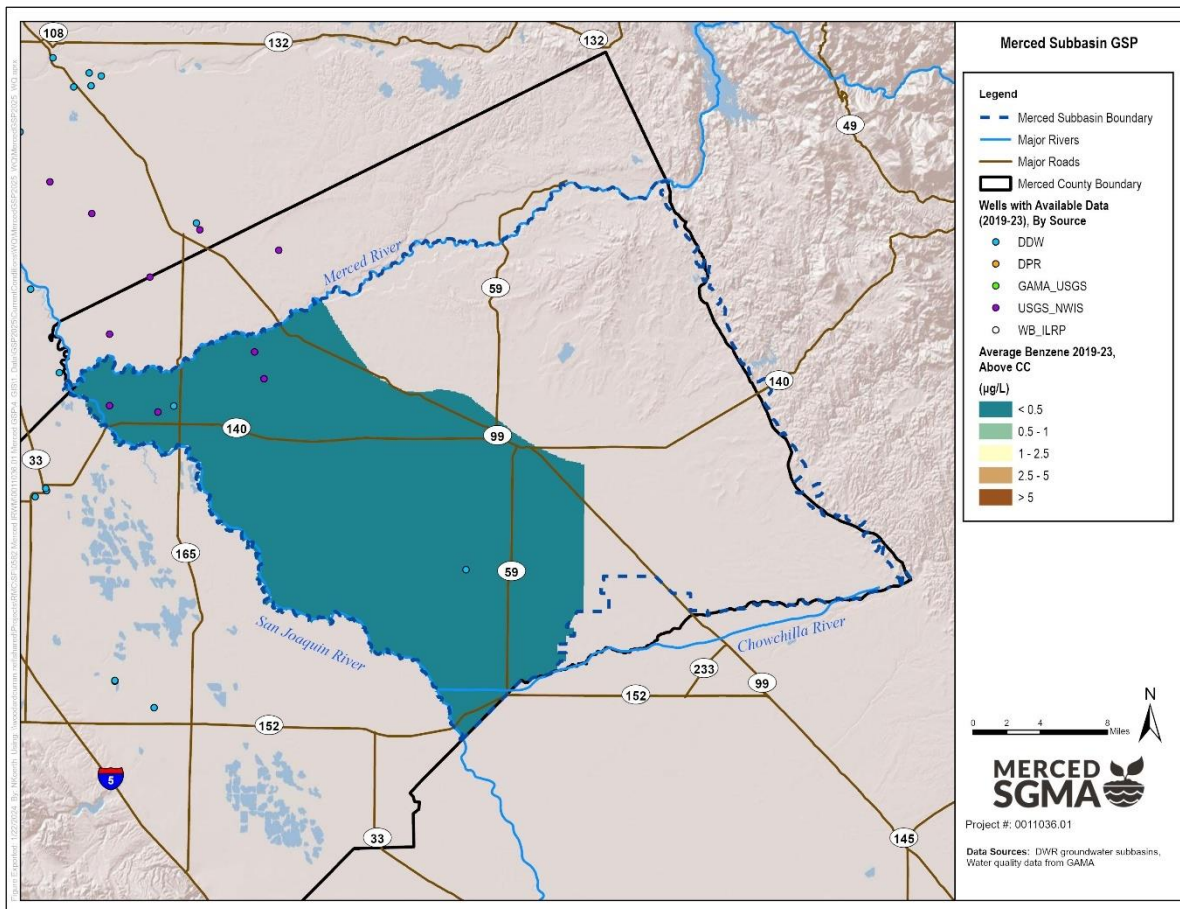 108
132
132
49
Merced River
59
140
33
140
99
165
59
San Joaquin River
Chowchilla River
233
99
152
152
5
33
145
Merced Subbasin GSP
Legend
Merced Subbasin Boundary
Major Rivers
Major Roads
Merced County Boundary
Wells with Available Data
(2019-23), By Source
DDW
DPR
GAMA_USGS
USGS_NWIS
WB_ILRP
Average Benzene 2019-23,
Above CC
(µg/L)
< 0.5
0.5 - 1
1 - 2.5
2.5 - 5
> 5
N
0 2 4 8
Miles
MERCED
SGMA
Project #: 0011036.01
Data Sources: DWR groundwater subbasins,
Water quality data from GAMA